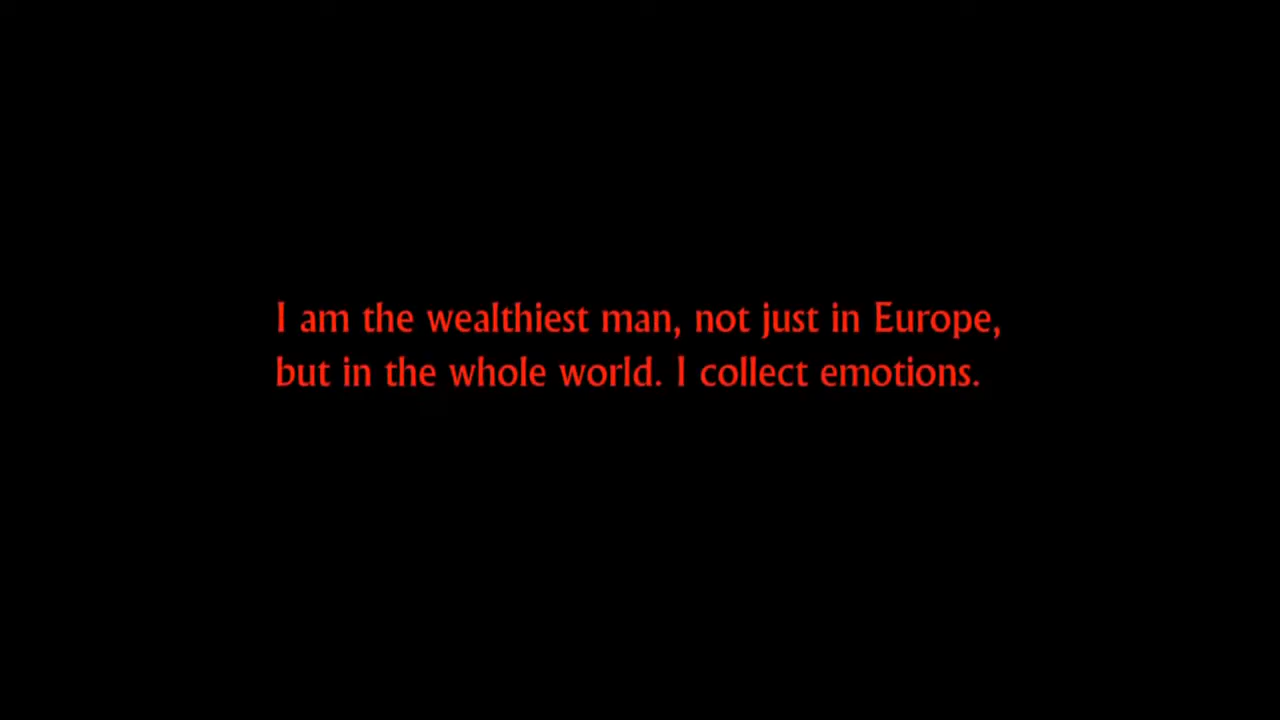 I am the wealthiest man, not just in Europe,
but in the whole world. I collect emotions.